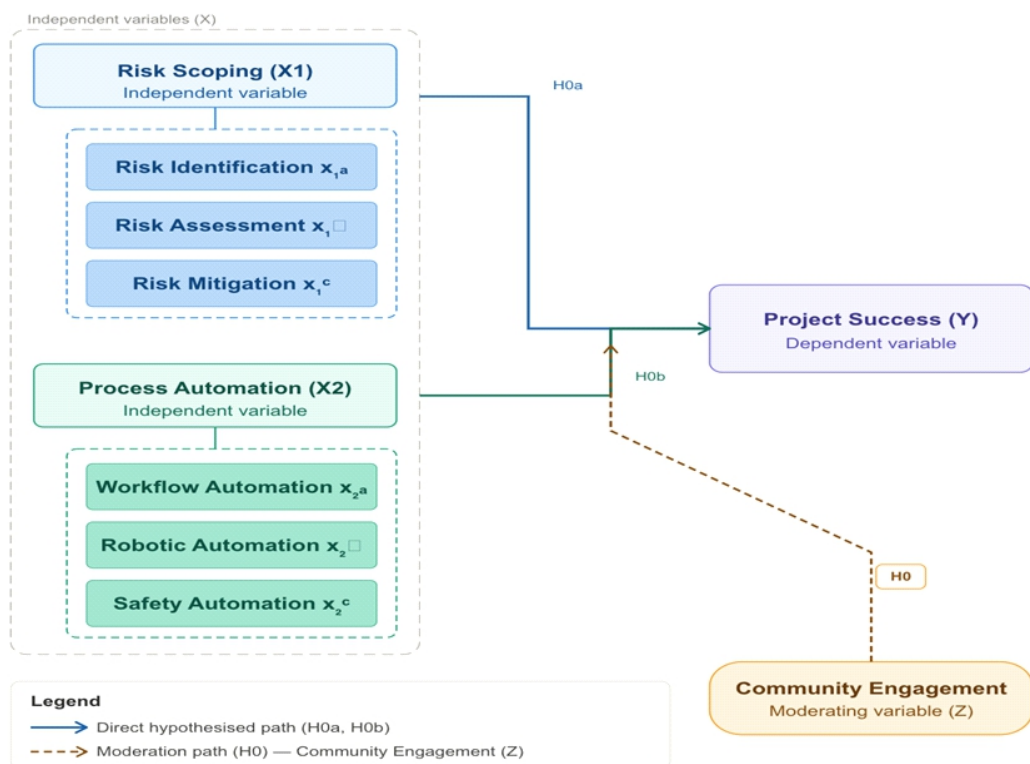 Independent variables (X)
Risk Scoping (X1)
Independent variable
H0a
Risk Identification x₁ᵃ
Risk Assessment x₁□
Risk Mitigation x₁ᶜ
Project Success (Y)
Dependent variable
H0b
Process Automation (X2)
Independent variable
Workflow Automation x₂ᵃ
Robotic Automation x₂□
Safety Automation x₂ᶜ
H0
Community Engagement
Moderating variable (Z)
Legend
Direct hypothesised path (H0a, H0b)
Moderation path (H0) — Community Engagement (Z)